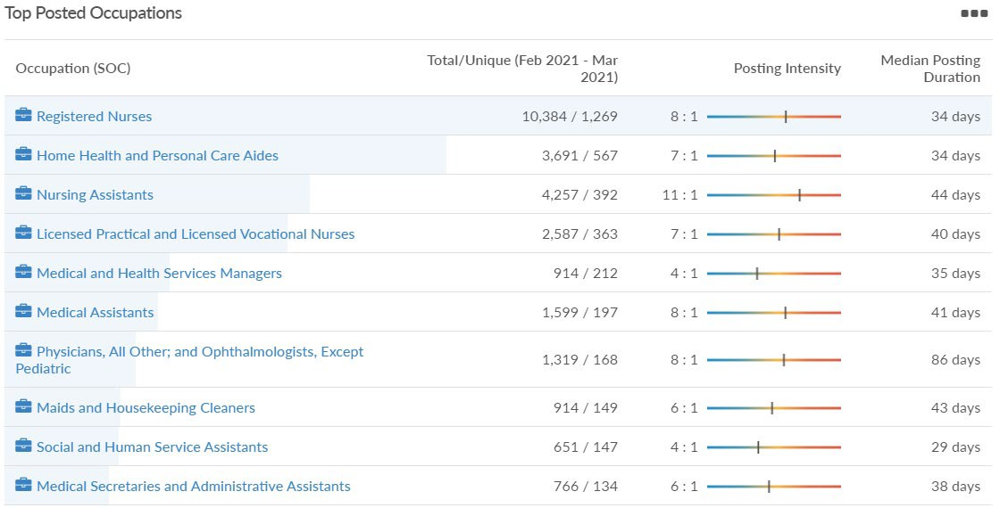 Top Posted Occupations
Occupation (SOC) Total/Unique (Feb 2021 - Mar 2021) Posting Intensity Median Posting Duration
Registered Nurses 10,384 / 1,269 8 : 1 34 days
Home Health and Personal Care Aides 3,691 / 567 7 : 1 34 days
Nursing Assistants 4,257 / 392 11 : 1 44 days
Licensed Practical and Licensed Vocational Nurses 2,587 / 363 7 : 1 40 days
Medical and Health Services Managers 914 / 212 4 : 1 35 days
Medical Assistants 1,599 / 197 8 : 1 41 days
Physicians, All Other; and Ophthalmologists, Except Pediatric 1,319 / 168 8 : 1 86 days
Maids and Housekeeping Cleaners 914 / 149 6 : 1 43 days
Social and Human Service Assistants 651 / 147 4 : 1 29 days
Medical Secretaries and Administrative Assistants 766 / 134 6 : 1 38 days